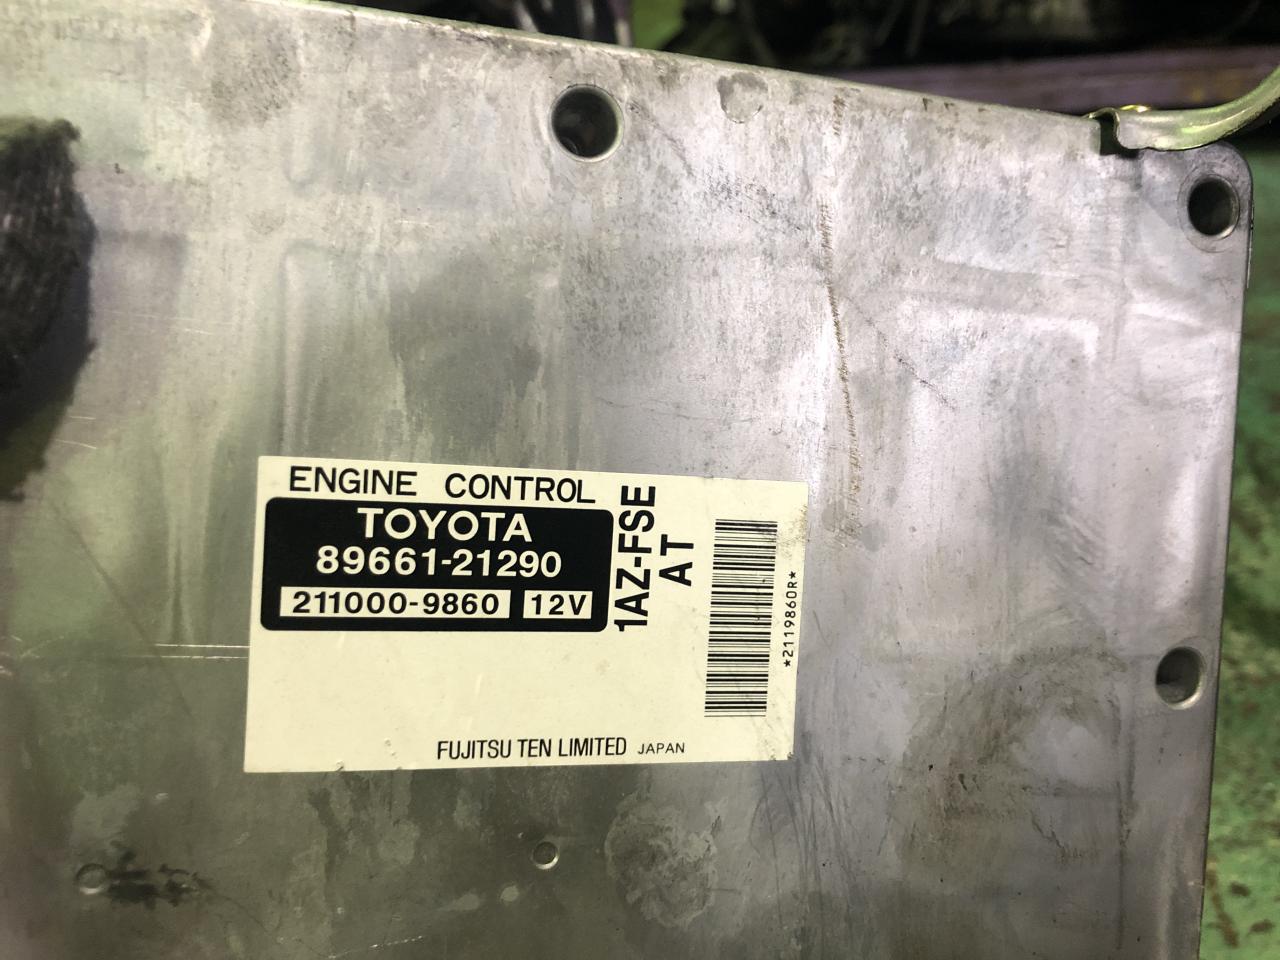 ENGINE CONTROL
TOYOTA
89661-21290
211000-9860 12V
1AZ-FSE
AT
*2119860R*
FUJITSU TEN LIMITED JAPAN